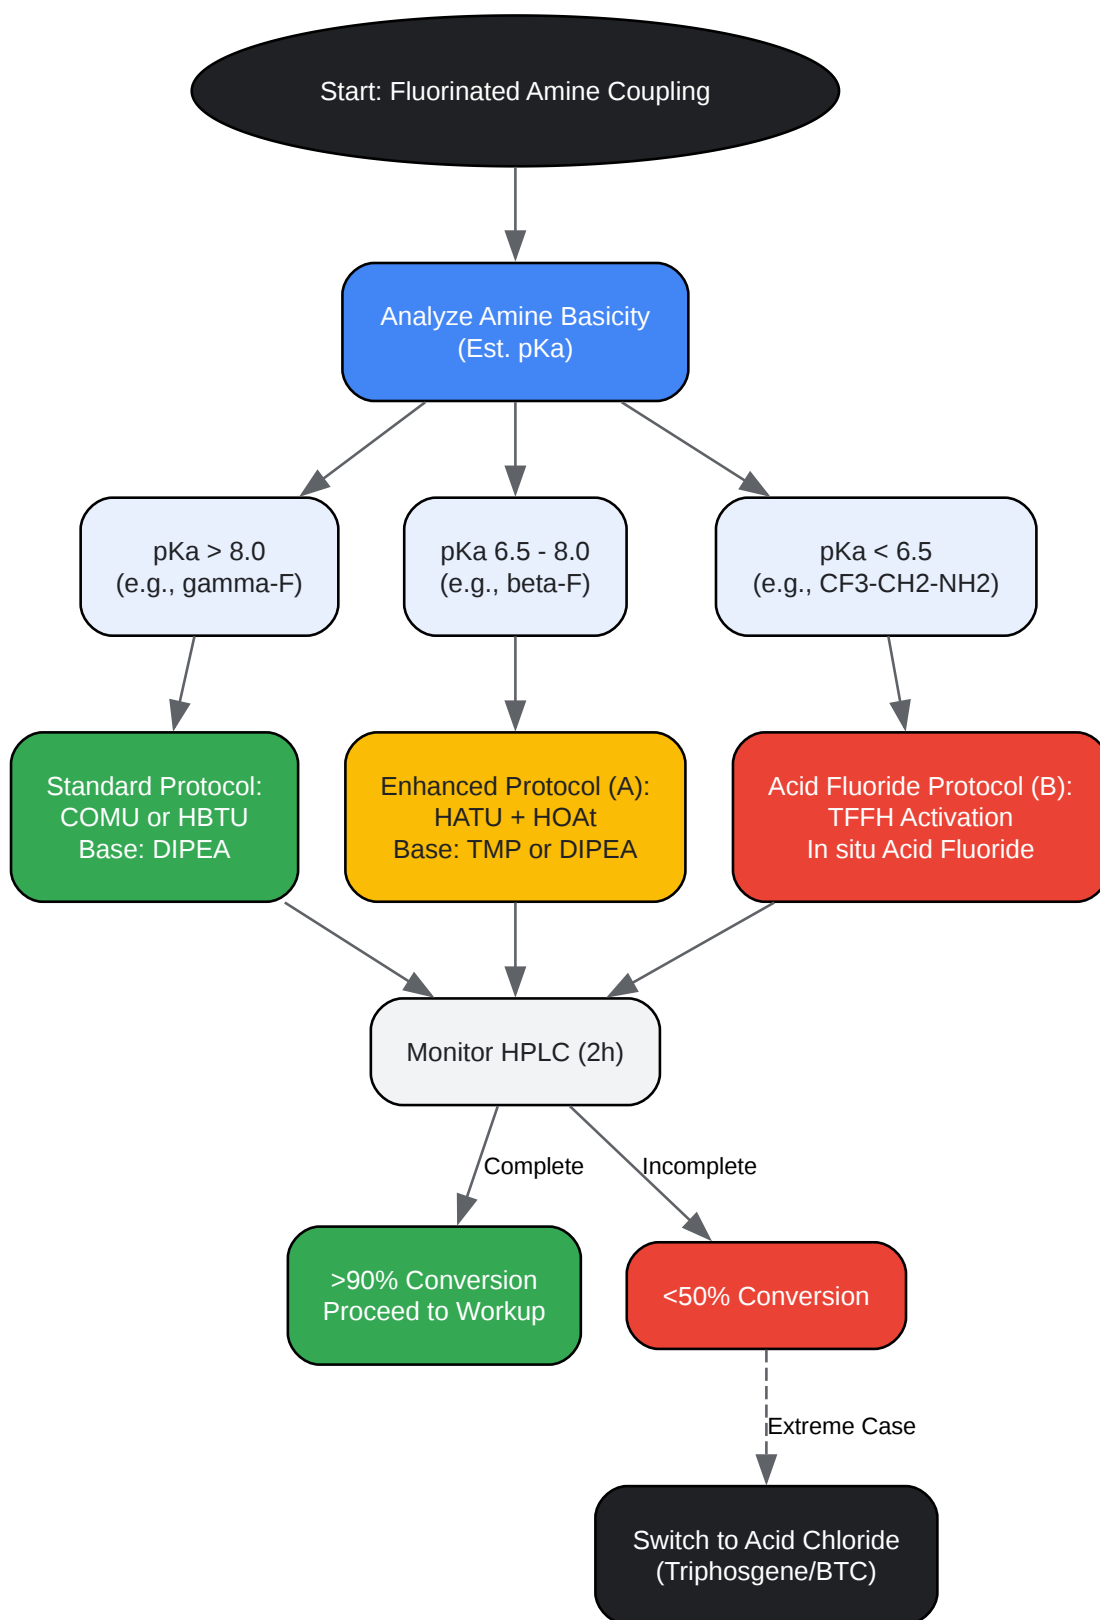 Start: Fluorinated Amine Coupling
Analyze Amine Basicity
(Est. pKa)
pKa > 8.0
(e.g., gamma-F)
pKa 6.5 - 8.0
(e.g., beta-F)
pKa < 6.5
(e.g., CF3-CH2-NH2)
Standard Protocol:
COMU or HBTU
Base: DIPEA
Enhanced Protocol (A):
HATU + HOAt
Base: TMP or DIPEA
Acid Fluoride Protocol (B):
TFFH Activation
In situ Acid Fluoride
Monitor HPLC (2h)
Complete
Incomplete
>90% Conversion
Proceed to Workup
<50% Conversion
Extreme Case
Switch to Acid Chloride
(Triphosgene/BTC)